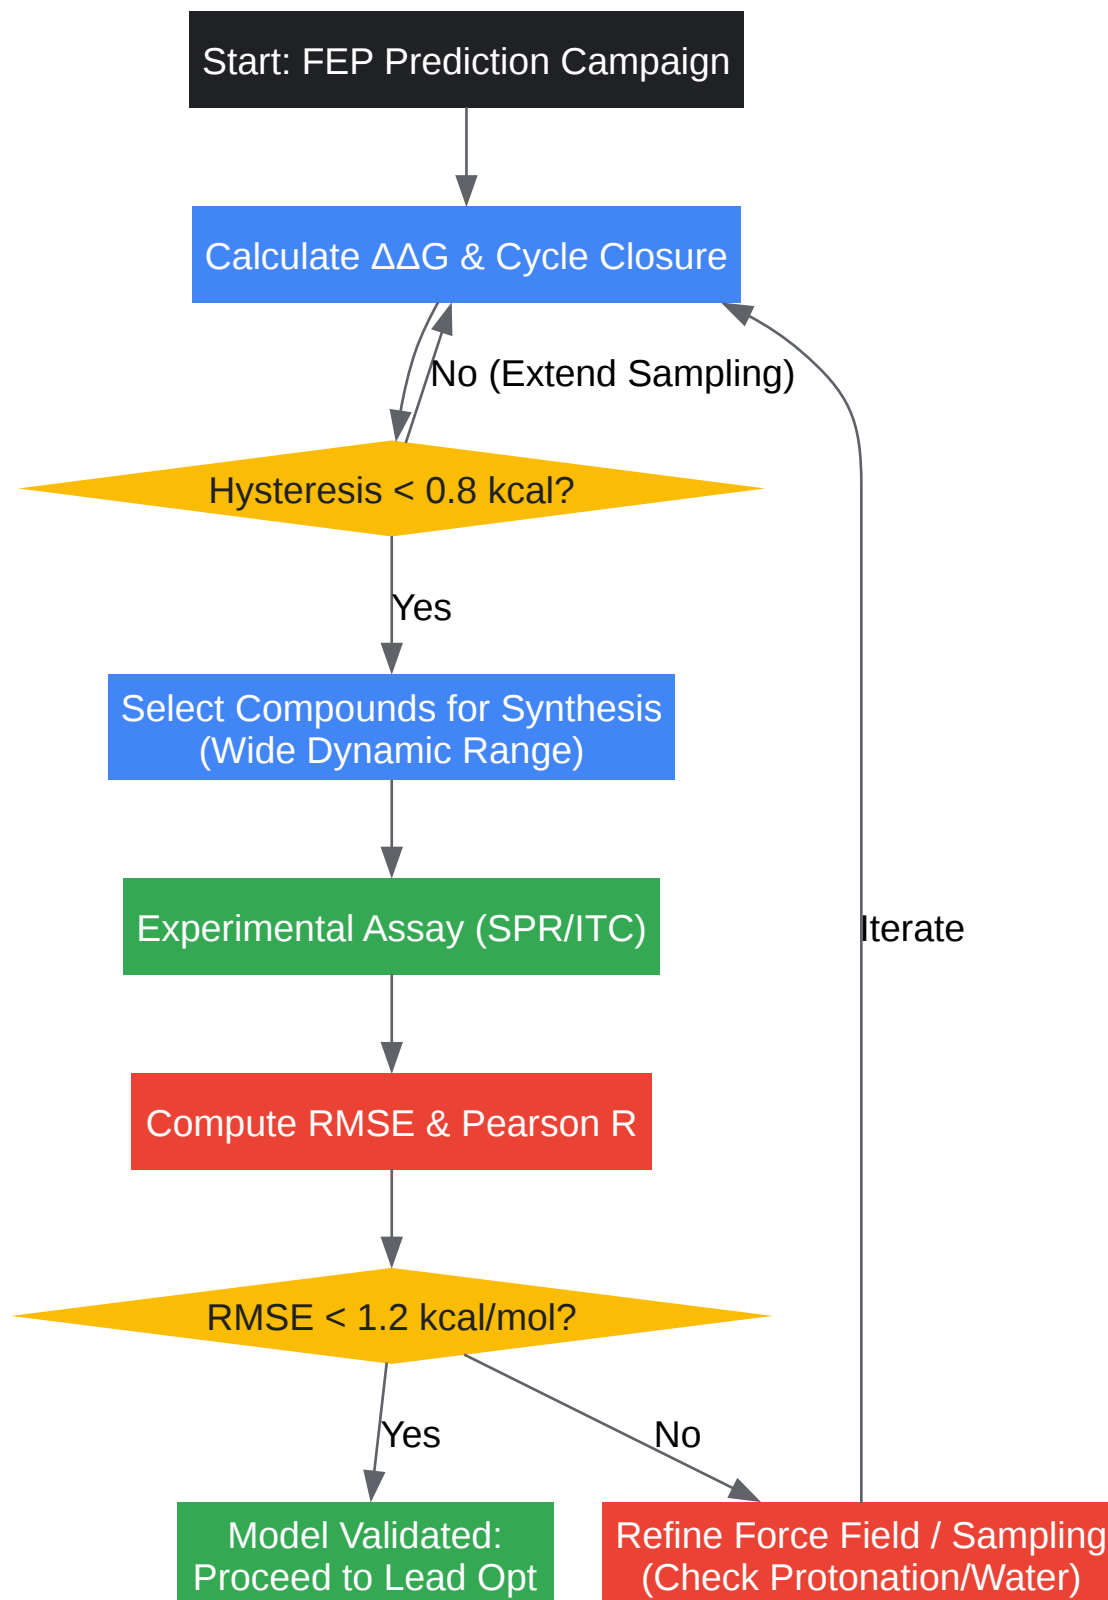 Start: FEP Prediction Campaign
Calculate ΔΔG & Cycle Closure
No (Extend Sampling)
Hysteresis < 0.8 kcal?
Yes
Select Compounds for Synthesis
(Wide Dynamic Range)
Experimental Assay (SPR/ITC)
Iterate
Compute RMSE & Pearson R
RMSE < 1.2 kcal/mol?
Yes
No
Model Validated:
Proceed to Lead Opt
Refine Force Field / Sampling
(Check Protonation/Water)